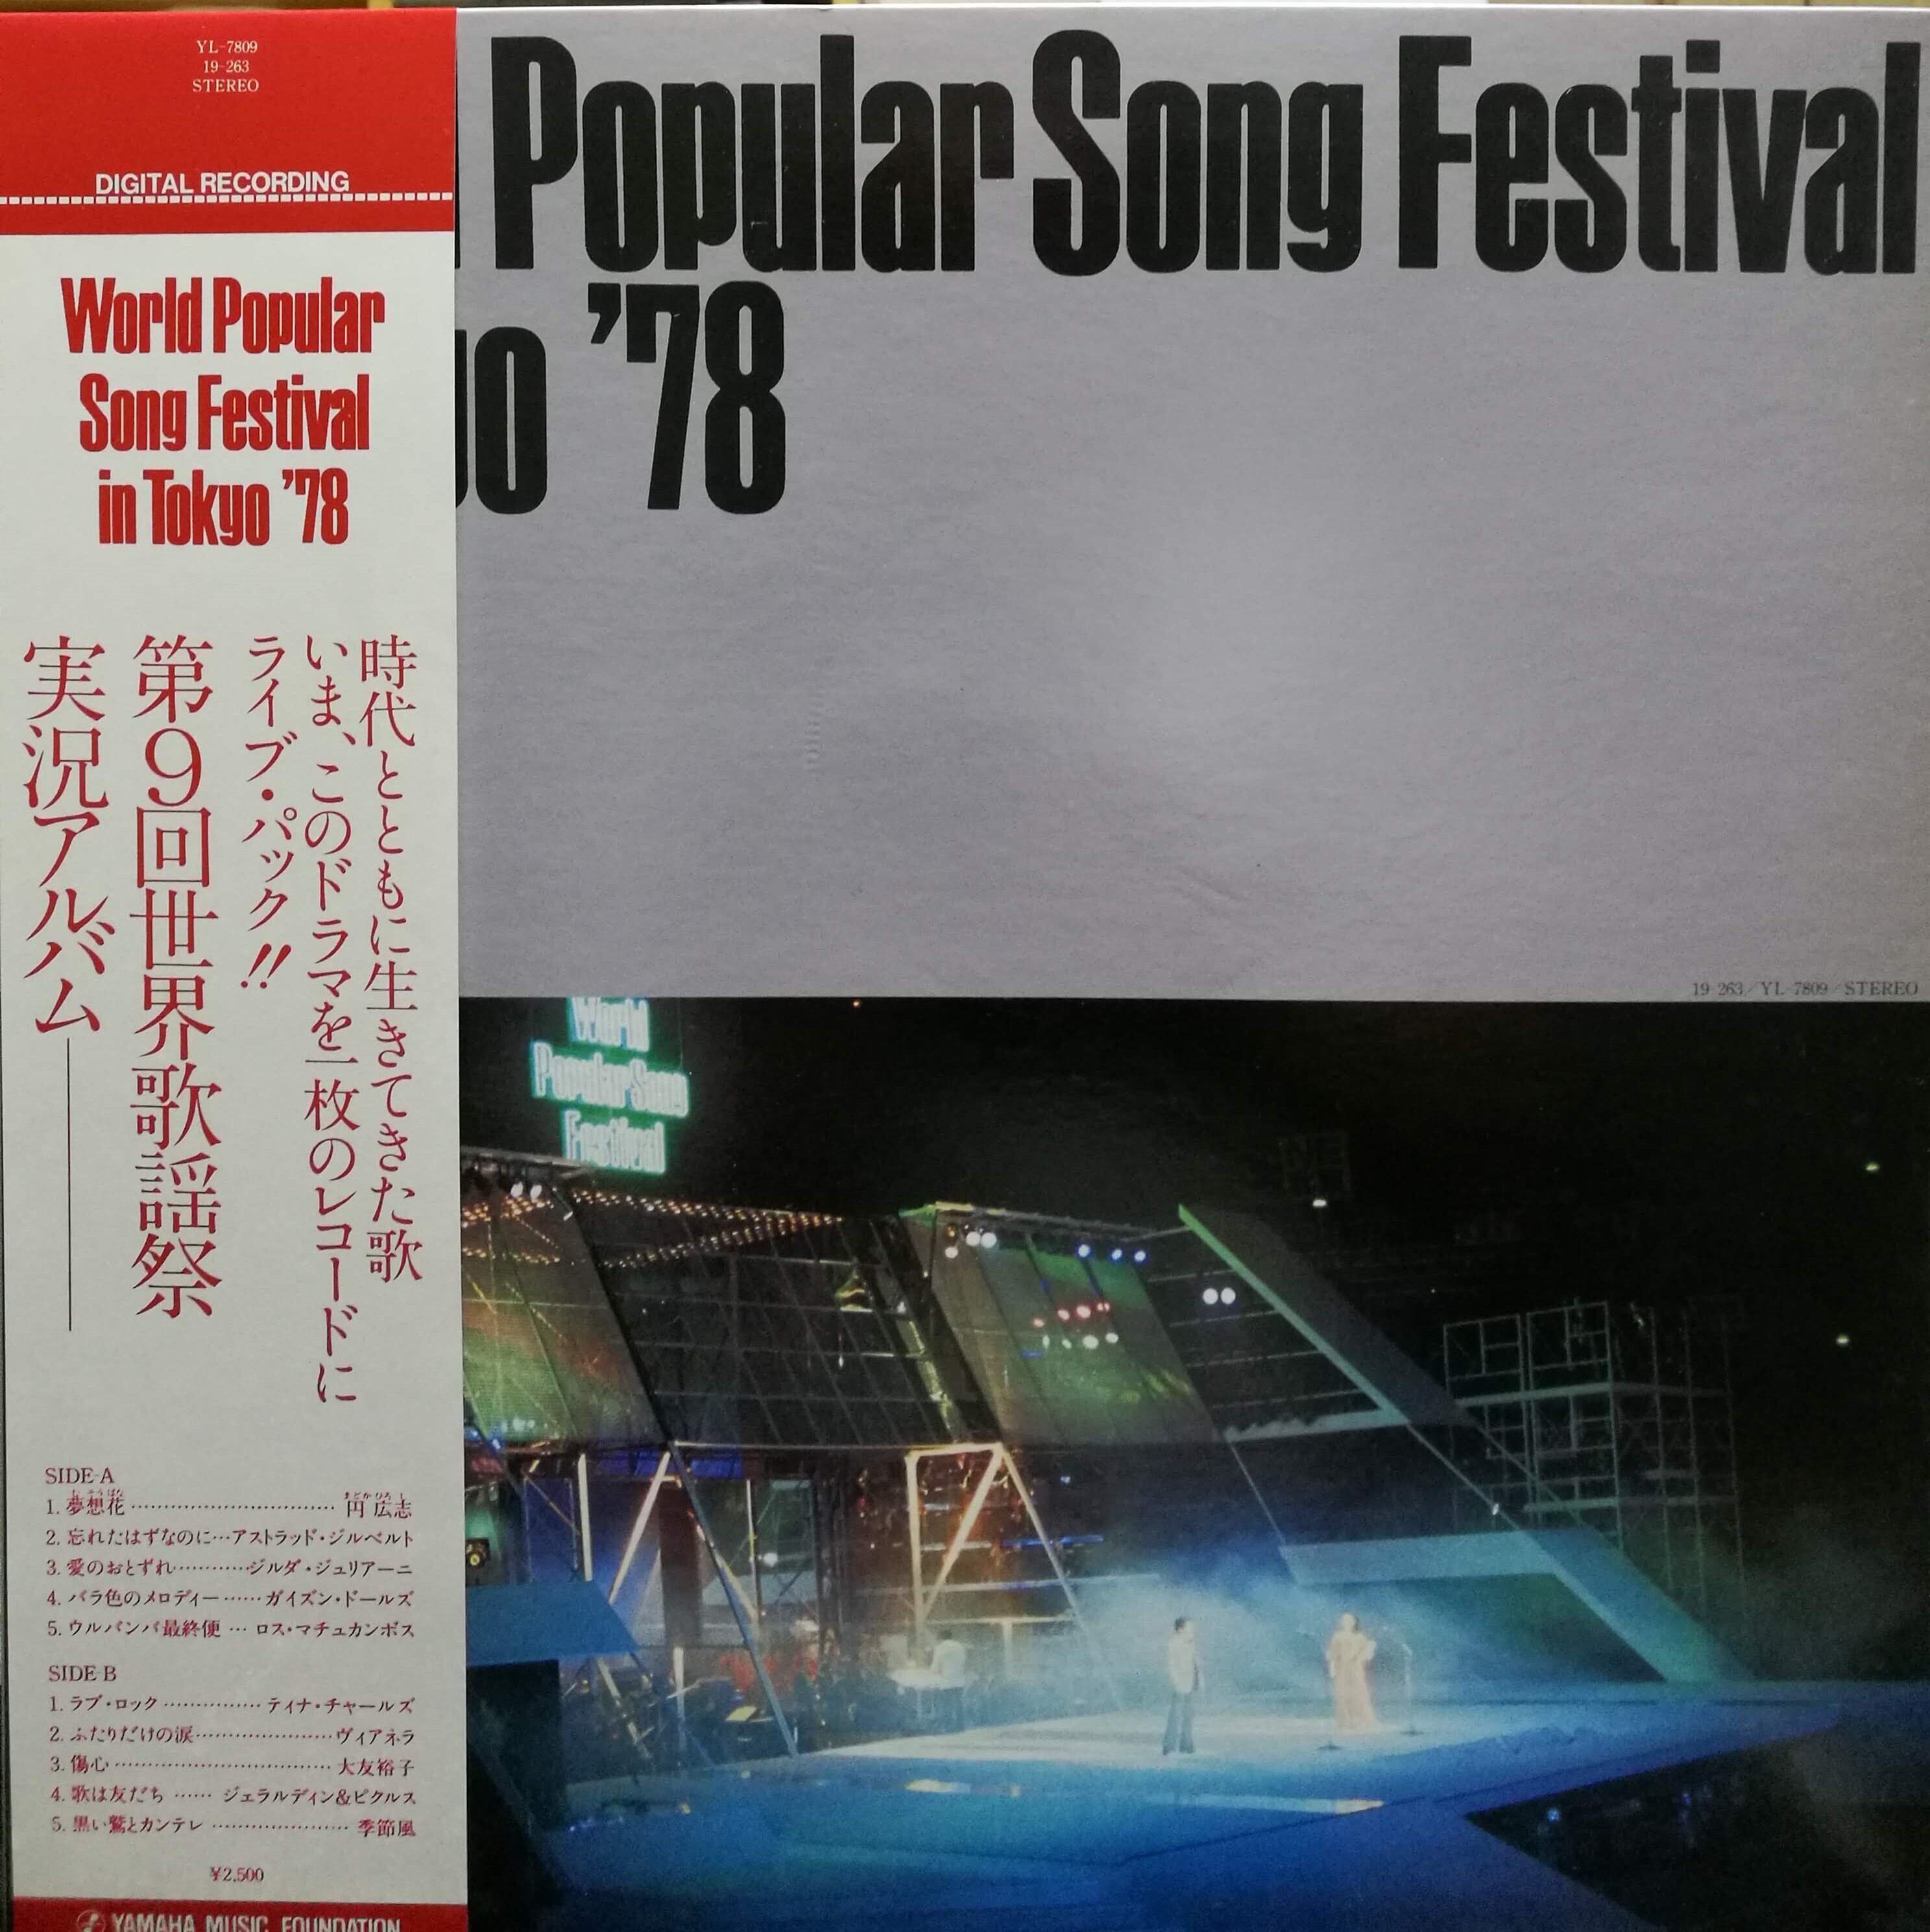 YL-7809
19-263
STEREO
DIGITAL RECORDING
World Popular
Song Festival
in Tokyo '78
時代とともに生きてきた歌
いま、このドラマを一枚のレコードに
ライブ・パック!!
第9回世界歌謡祭
実況アルバム――
SIDE-A
1. 夢想花 円 広志
まどか ひろ し
2. 忘れたはずなのに…アストラッド・ジルベルト
3. 愛のおとずれ…ジルダ・ジュリアーニ
4. バラ色のメロディー……ガイズン・ドールズ
5. ウルバンバ最終便… ロス・マチュカンボス
SIDE-B
1. ラブ・ロック… ティナ・チャールズ
2. ふたりだけの涙…ヴィアネラ
3. 傷心… 大友裕子
4. 歌は友だち…… ジェラルディン&ピクルス
5. 黒い鷲とカンテレ… 季節風
¥2,500
YAMAHA MUSIC FOUNDATION
Popular Song Festival
yo '78
19-263/YL-7809/STEREO
World
Popular Song
Festival